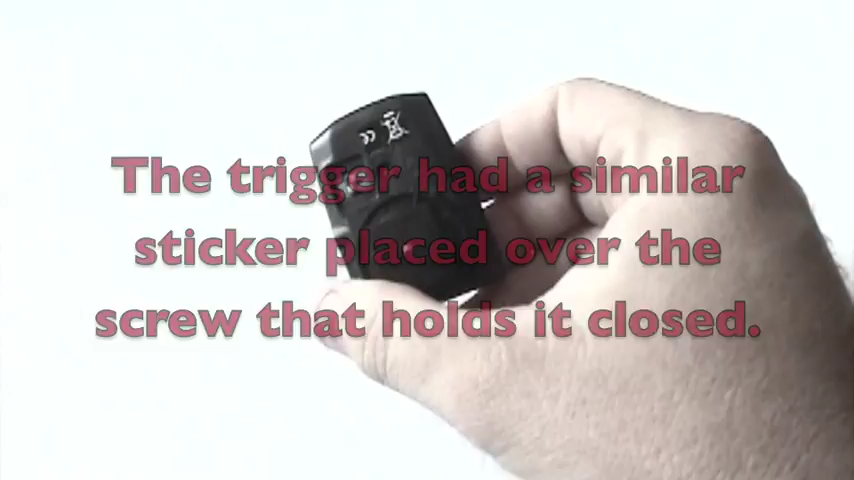 The trigger had a similar
sticker placed over the
screw that holds it closed.